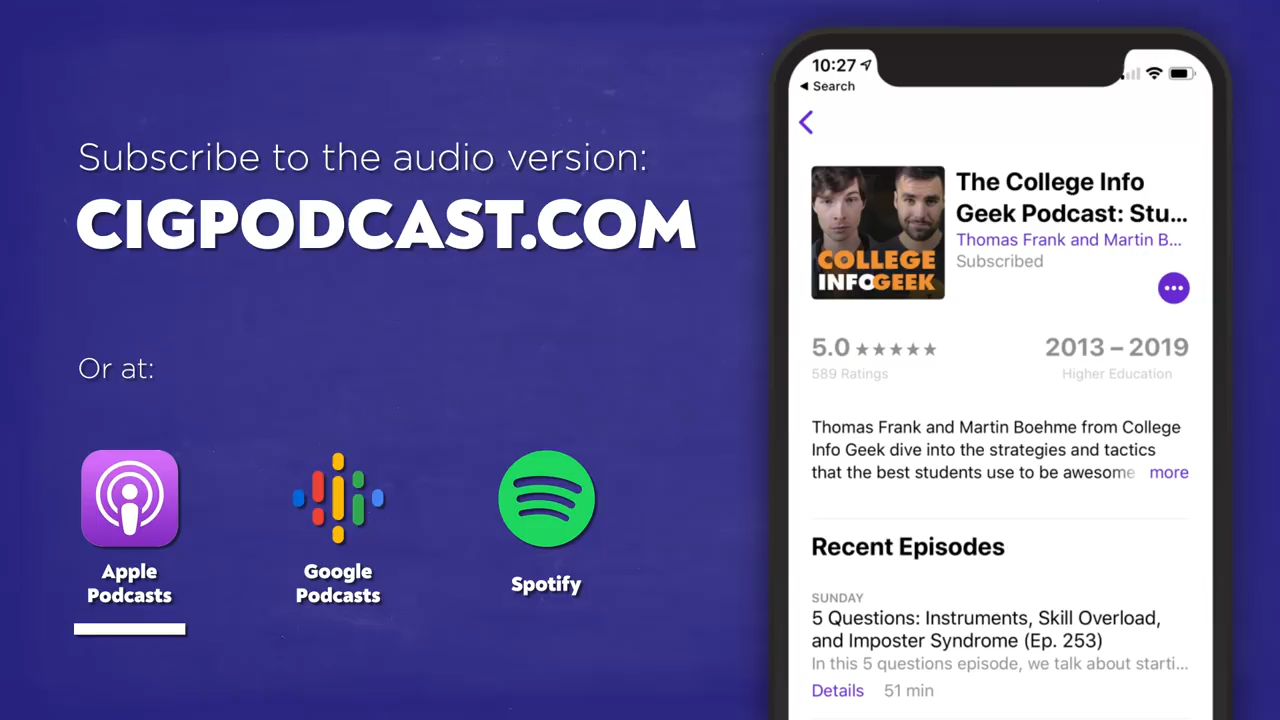 Subscribe to the audio version:
CIGPODCAST.COM
Or at:
Apple
Podcasts
Google
Podcasts
Spotify
10:27
Search
COLLEGE
INFOGEEK
The College Info
Geek Podcast: Stu...
Thomas Frank and Martin B...
Subscribed
5.0 ★★★★★
589 Ratings
2013 – 2019
Higher Education
Thomas Frank and Martin Boehme from College
Info Geek dive into the strategies and tactics
that the best students use to be awesome more
Recent Episodes
SUNDAY
5 Questions: Instruments, Skill Overload,
and Imposter Syndrome (Ep. 253)
In this 5 questions episode, we talk about starti...
Details 51 min